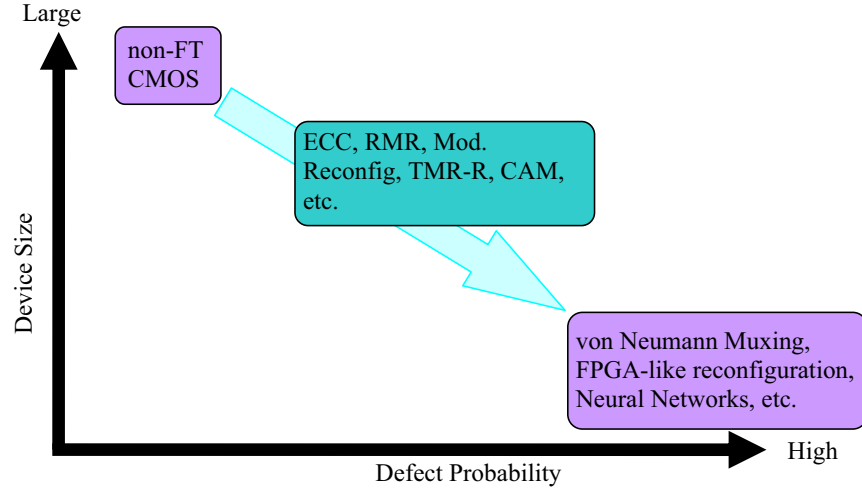 Large
non-FT
CMOS
ECC, RMR, Mod.
Reconfig, TMR-R, CAM,
etc.
Device Size
von Neumann Muxing,
FPGA-like reconfiguration,
Neural Networks, etc.
High
Defect Probability